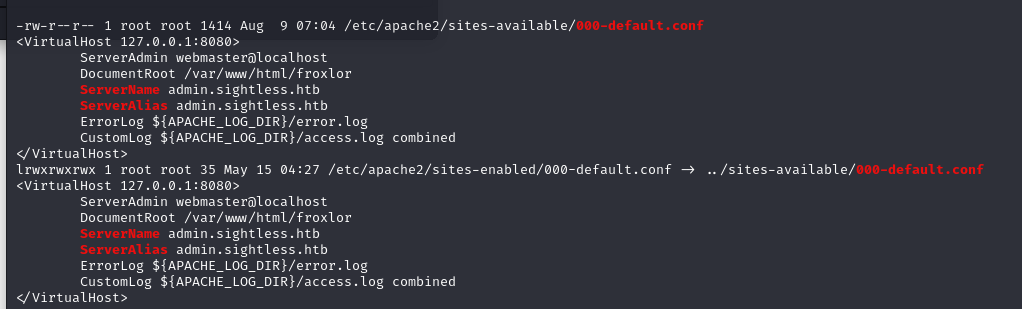 -rw-r--r-- 1 root root 1414 Aug  9 07:04 /etc/apache2/sites-available/000-default.conf
<VirtualHost 127.0.0.1:8080>
        ServerAdmin webmaster@localhost
        DocumentRoot /var/www/html/froxlor
        ServerName admin.sightless.htb
        ServerAlias admin.sightless.htb
        ErrorLog ${APACHE_LOG_DIR}/error.log
        CustomLog ${APACHE_LOG_DIR}/access.log combined
</VirtualHost>
lrwxrwxrwx 1 root root 35 May 15 04:27 /etc/apache2/sites-enabled/000-default.conf -> ../sites-available/000-default.conf
<VirtualHost 127.0.0.1:8080>
        ServerAdmin webmaster@localhost
        DocumentRoot /var/www/html/froxlor
        ServerName admin.sightless.htb
        ServerAlias admin.sightless.htb
        ErrorLog ${APACHE_LOG_DIR}/error.log
        CustomLog ${APACHE_LOG_DIR}/access.log combined
</VirtualHost>